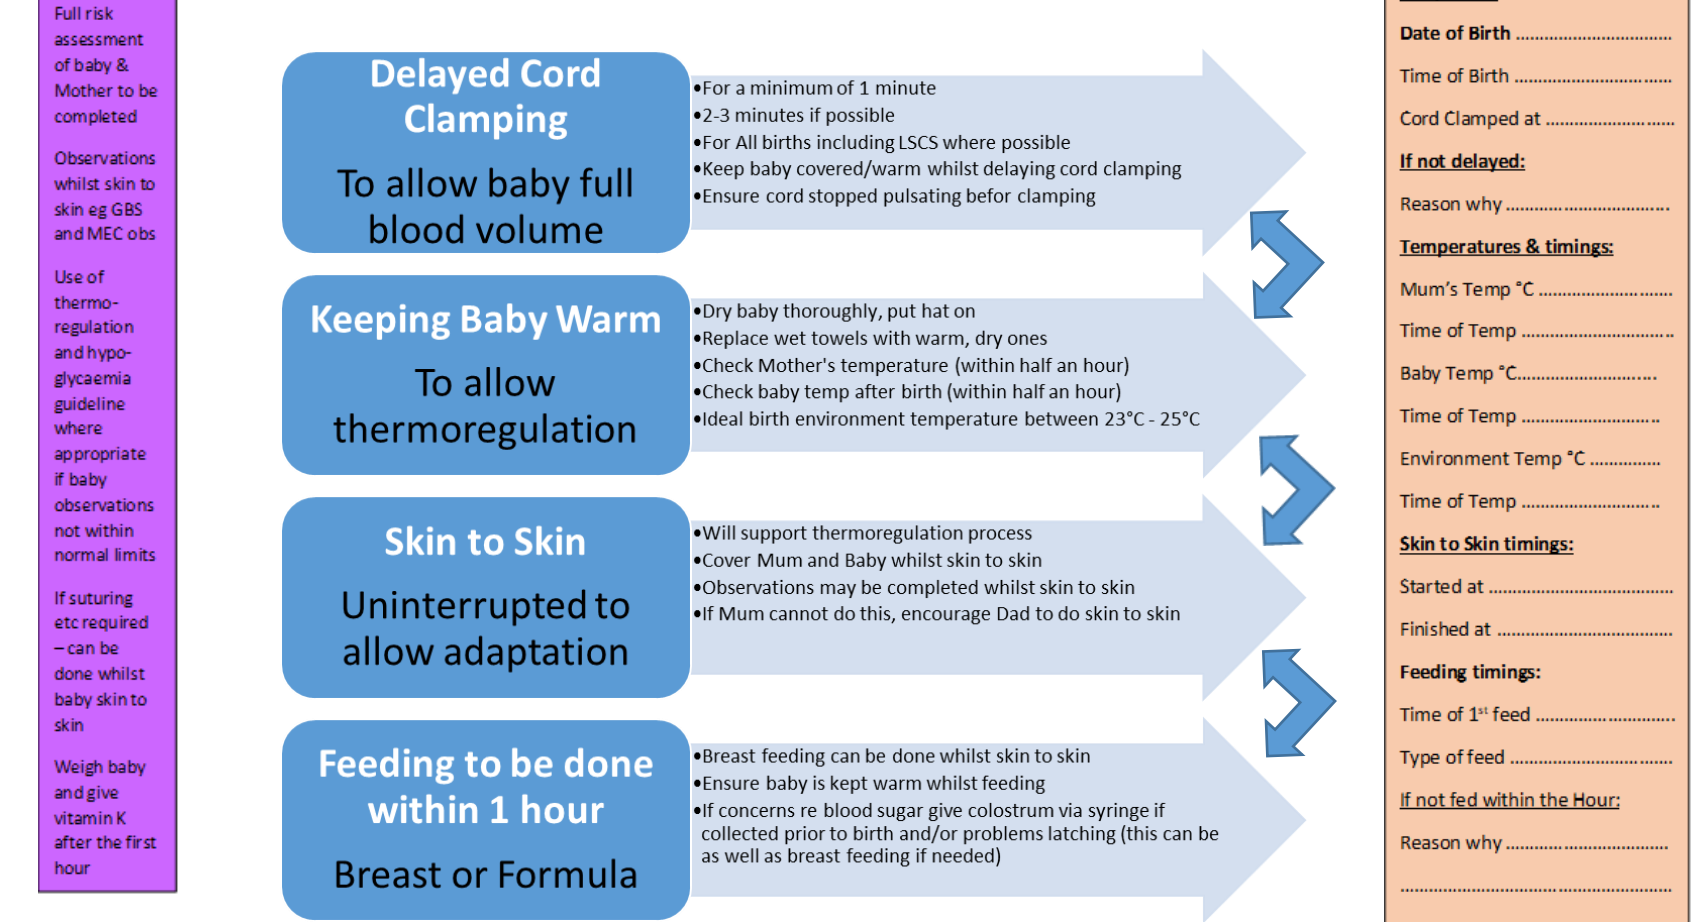 Full risk
assessment
of baby &
Mother to be
completed
Observations
whilst skin to
skin eg GBS
and MEC obs
Use of
thermo-
regulation
and hypo-
glycaemia
guideline
where
appropriate
if baby
observations
not within
normal limits
If suturing
etc required
– can be
done whilst
baby skin to
skin
Weigh baby
and give
vitamin K
after the first
hour
Delayed Cord
Clamping
To allow baby full
blood volume
•For a minimum of 1 minute
•2-3 minutes if possible
•For All births including LSCS where possible
•Keep baby covered/warm whilst delaying cord clamping
•Ensure cord stopped pulsating befor clamping
Keeping Baby Warm
To allow
thermoregulation
•Dry baby thoroughly, put hat on
•Replace wet towels with warm, dry ones
•Check Mother's temperature (within half an hour)
•Check baby temp after birth (within half an hour)
•Ideal birth environment temperature between 23°C - 25°C
Skin to Skin
Uninterrupted to
allow adaptation
•Will support thermoregulation process
•Cover Mum and Baby whilst skin to skin
•Observations may be completed whilst skin to skin
•If Mum cannot do this, encourage Dad to do skin to skin
Feeding to be done
within 1 hour
Breast or Formula
•Breast feeding can be done whilst skin to skin
•Ensure baby is kept warm whilst feeding
•If concerns re blood sugar give colostrum via syringe if
collected prior to birth and/or problems latching (this can be
as well as breast feeding if needed)
Date of Birth ................................
Time of Birth ................................
Cord Clamped at ..........................
If not delayed:
Reason why .................................
Temperatures & timings:
Mum's Temp °C ...........................
Time of Temp ...............................
Baby Temp °C............................
Time of Temp ............................
Environment Temp °C ...............
Time of Temp ............................
Skin to Skin timings:
Started at .....................................
Finished at ...................................
Feeding timings:
Time of 1st feed ............................
Type of feed .................................
If not fed within the Hour:
Reason why .................................
.......................................................